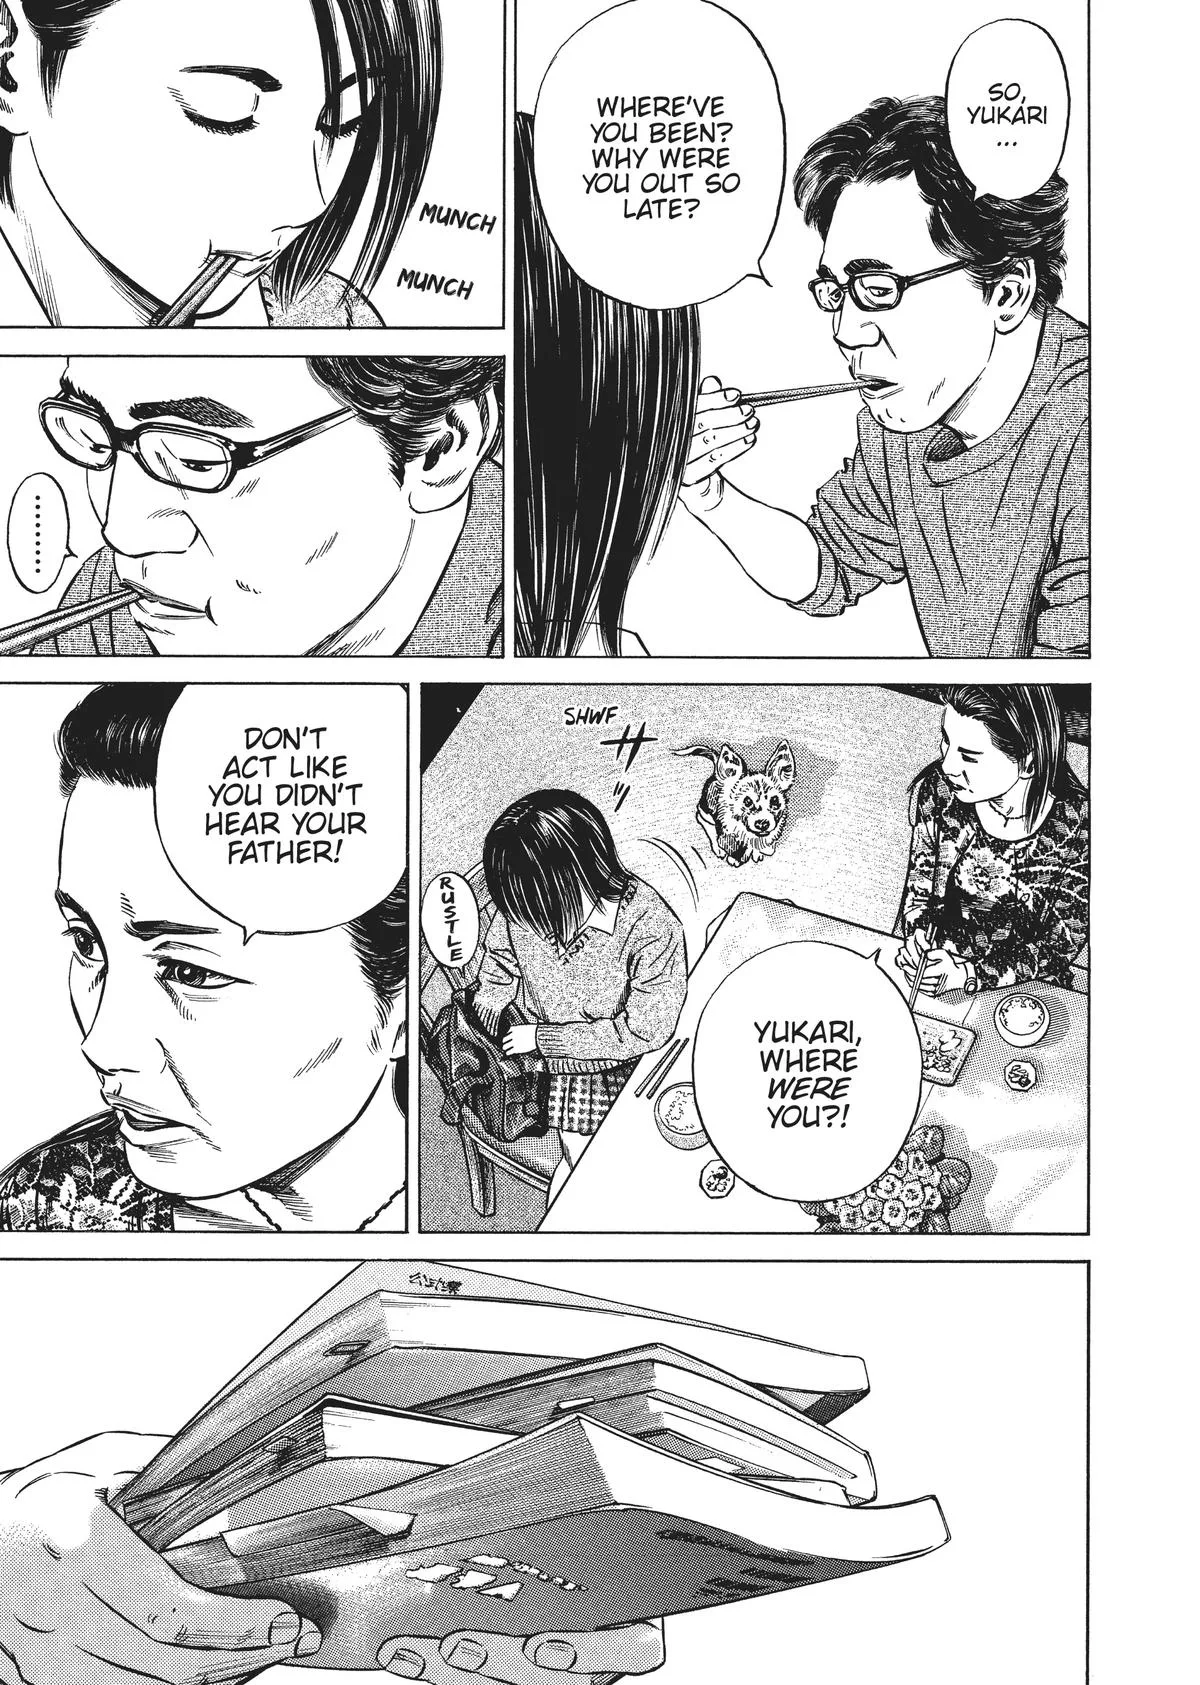 SO,
YUKARI
...
WHERE'VE
YOU BEEN?
WHY WERE
YOU OUT SO
LATE?
MUNCH
MUNCH
.........
SHWF
RUSTLE
YUKARI,
WHERE
WERE
YOU?!
DON'T
ACT LIKE
YOU DIDN'T
HEAR YOUR
FATHER!